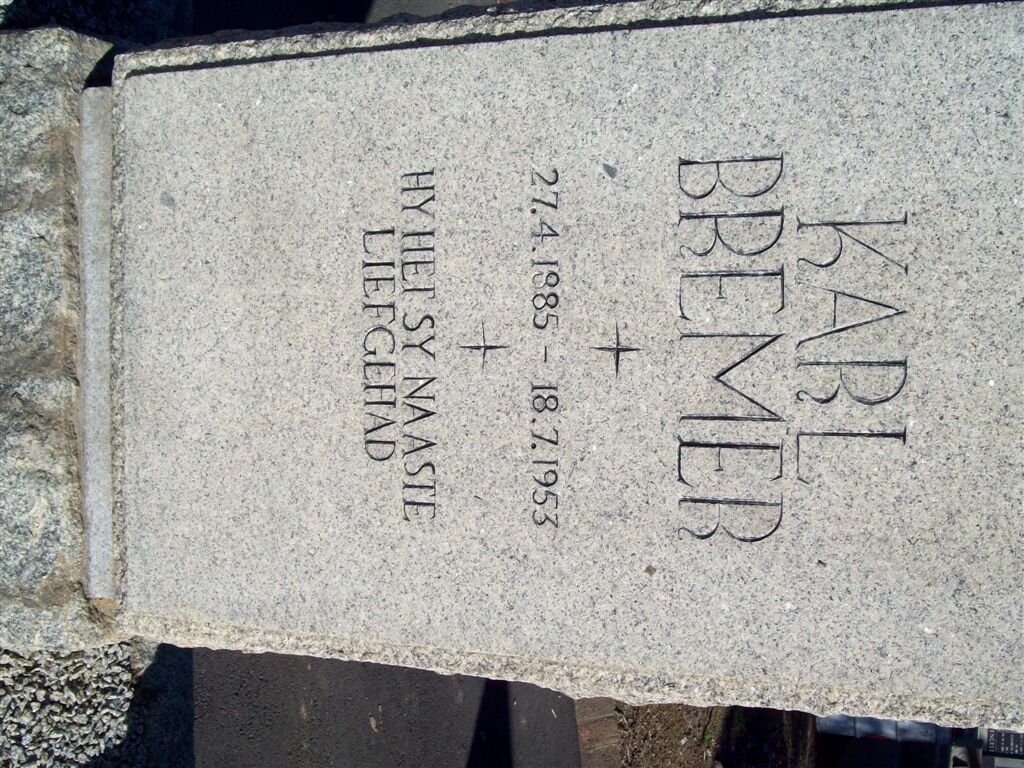 KARL
BREMER
27.4.1885 – 18.7.1953
HY HET SY NAASTE
LIEFGEHAD